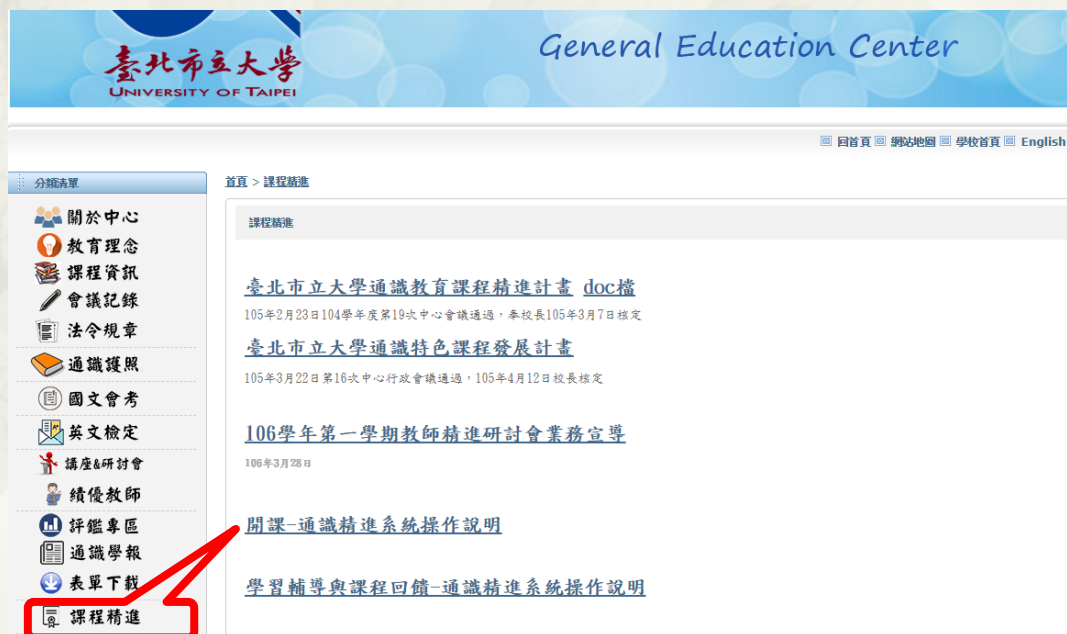 臺北市立大學
UNIVERSITY OF TAIPEI
General Education Center
回首頁 網站地圖 學校首頁 English
分類清單
首頁 > 課程精進
關於中心
教育理念
課程資訊
會議記錄
法令規章
通識護照
國文會考
英文檢定
講座&研討會
績優教師
評鑑專區
通識學報
表單下載
課程精進
課程精進
臺北市立大學通識教育課程精進計畫 doc檔
105年2月23日104學年度第19次中心會議通過，奉校長105年3月7日核定
臺北市立大學通識特色課程發展計畫
105年3月22日第16次中心行政會議通過，105年4月12日校長核定
106學年第一學期教師精進研討會業務宣導
106年3月28日
開課-通識精進系統操作說明
學習輔導與課程回饋-通識精進系統操作說明